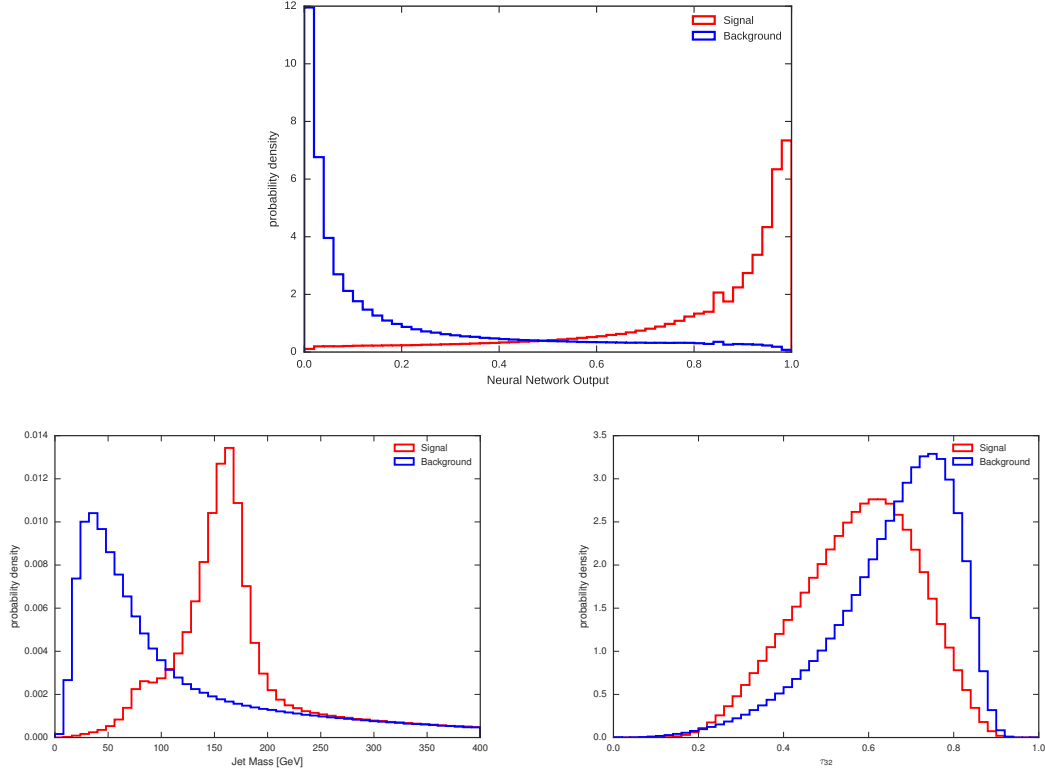 12
10
8
6
4
2
0
probability density
Signal
Background
0.0 0.2 0.4 0.6 0.8 1.0
Neural Network Output
0.014
0.012
0.010
0.008
0.006
0.004
0.002
0.000
probability density
Signal
Background
0 50 100 150 200 250 300 350 400
Jet Mass [GeV]
3.5
3.0
2.5
2.0
1.5
1.0
0.5
0.0
probability density
Signal
Background
0.0 0.2 0.4 0.6 0.8 1.0
τ32